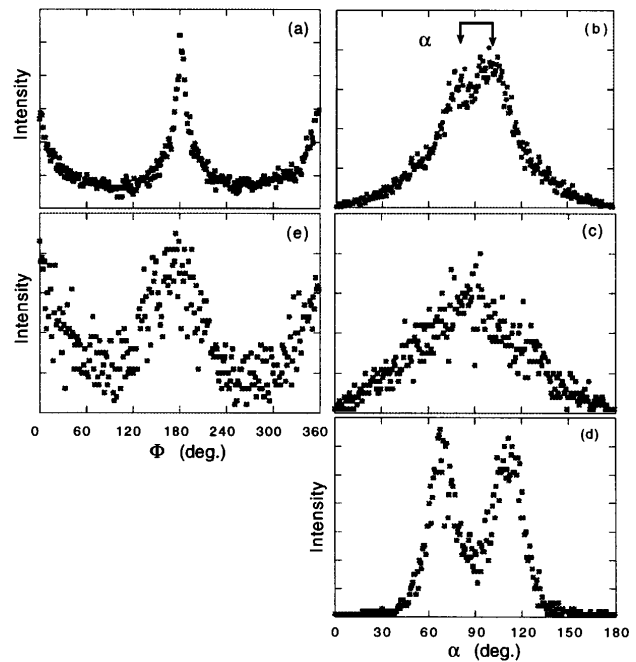 (a)
Intensity
α
(b)
(e)
Intensity
0 60 120 180 240 300 360
Φ (deg.)
(c)
(d)
Intensity
0 30 60 90 120 150 180
α (deg.)